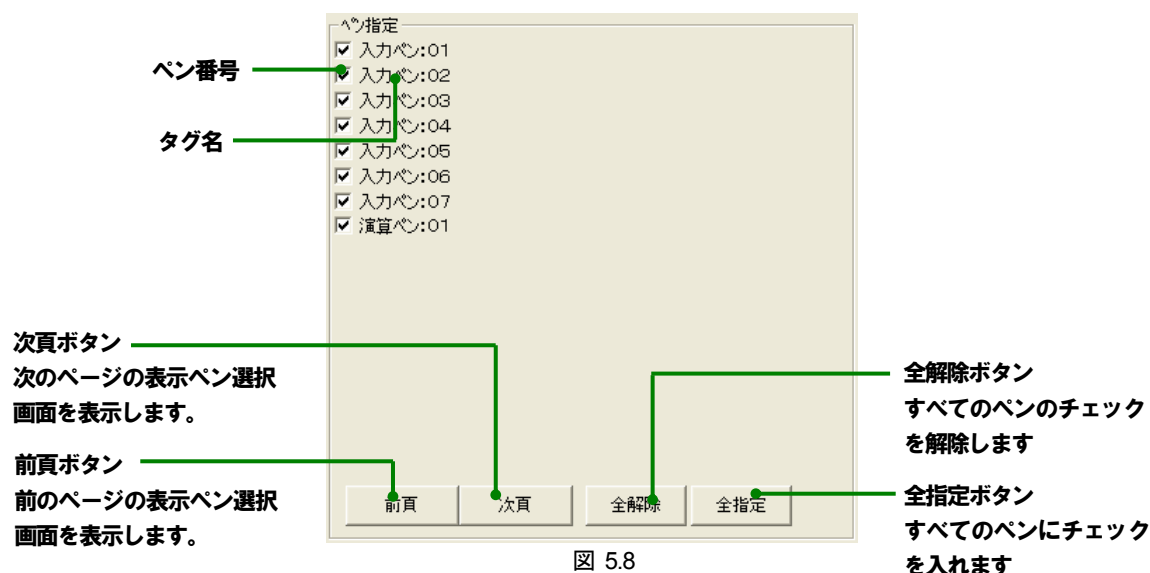 ペン指定
入力ペン:01
入力ペン:02
入力ペン:03
入力ペン:04
入力ペン:05
入力ペン:06
入力ペン:07
演算ペン:01
ペン番号
タグ名
次頁ボタン
次のページの表示ペン選択
画面を表示します。
前頁ボタン
前のページの表示ペン選択
画面を表示します。
前頁
次頁
全解除
全指定
全解除ボタン
すべてのペンのチェック
を解除します
全指定ボタン
すべてのペンにチェック
を入れます
図 5.8